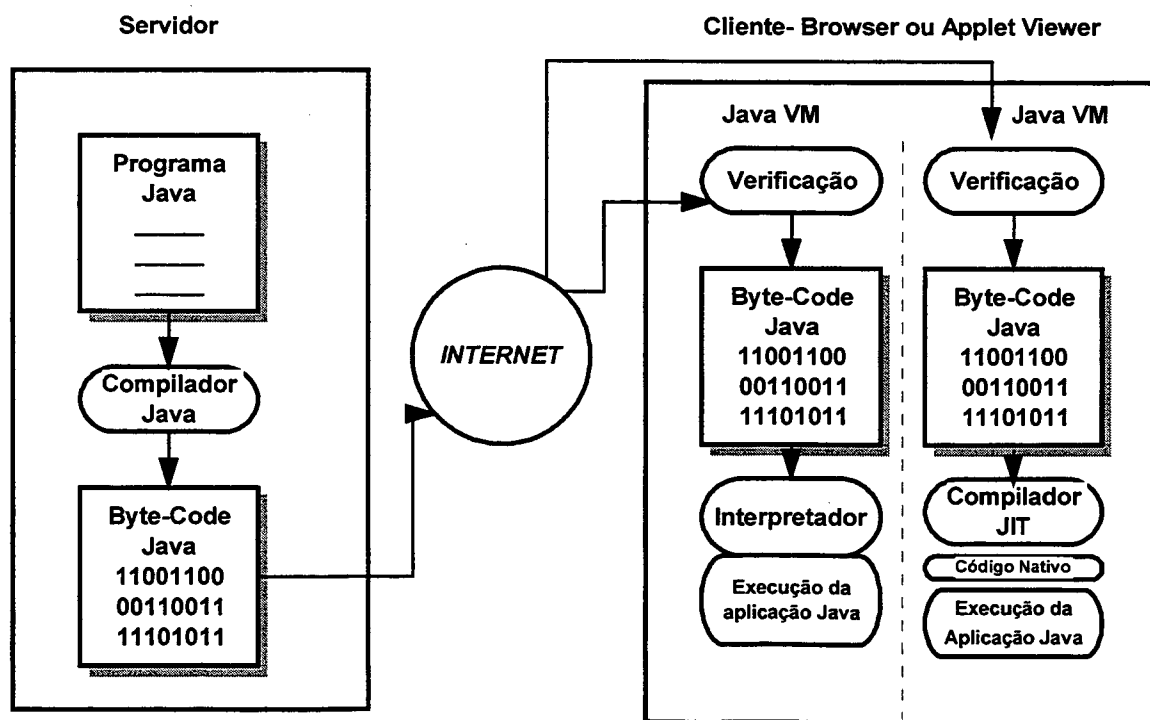 Servidor
Programa
Java
Compilador
Java
Byte-Code
Java
11001100
00110011
11101011
INTERNET
Cliente- Browser ou Applet Viewer
Java VM
Verificação
Byte-Code
Java
11001100
00110011
11101011
Interpretador
Execução da
aplicação Java
Java VM
Verificação
Byte-Code
Java
11001100
00110011
11101011
Compilador
JIT
Código Nativo
Execução da
Aplicação Java